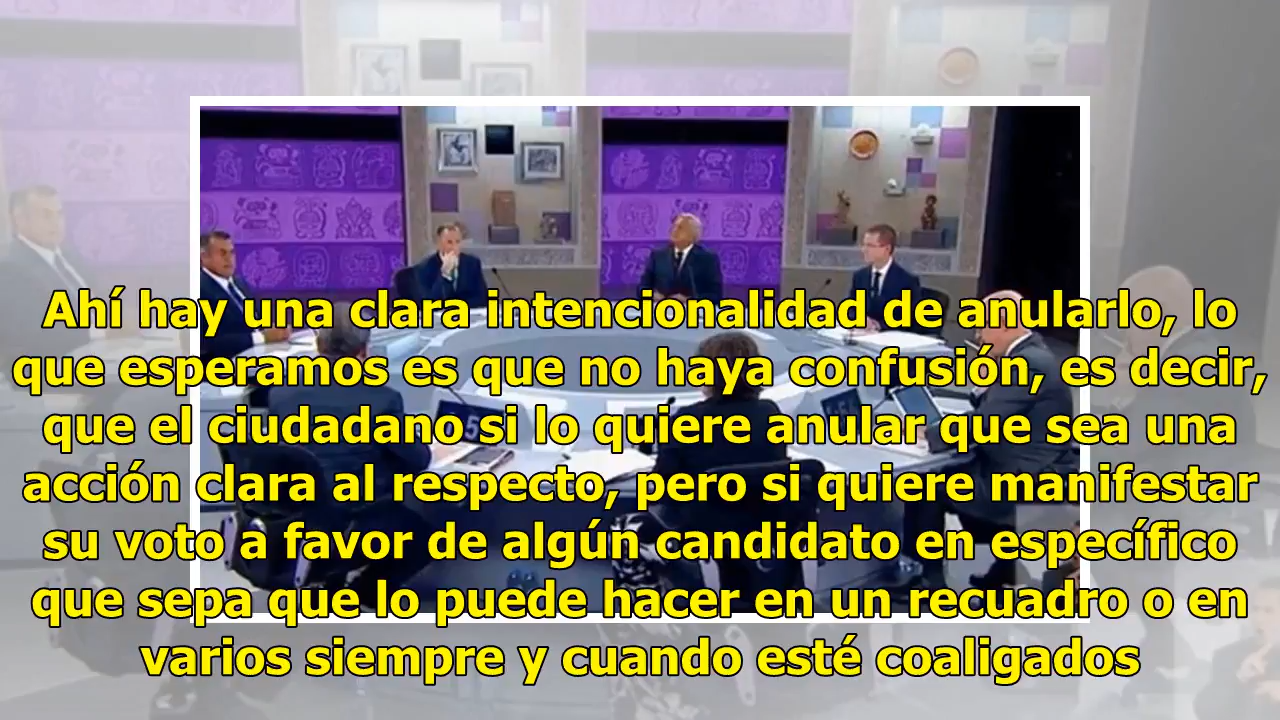 Ahí hay una clara intencionalidad de anularlo, lo
que esperamos es que no haya confusión, es decir,
que el ciudadano si lo quiere anular que sea una
acción clara al respecto, pero si quiere manifestar
su voto a favor de algún candidato en específico
que sepa que lo puede hacer en un recuadro o en
varios siempre y cuando esté coaligados